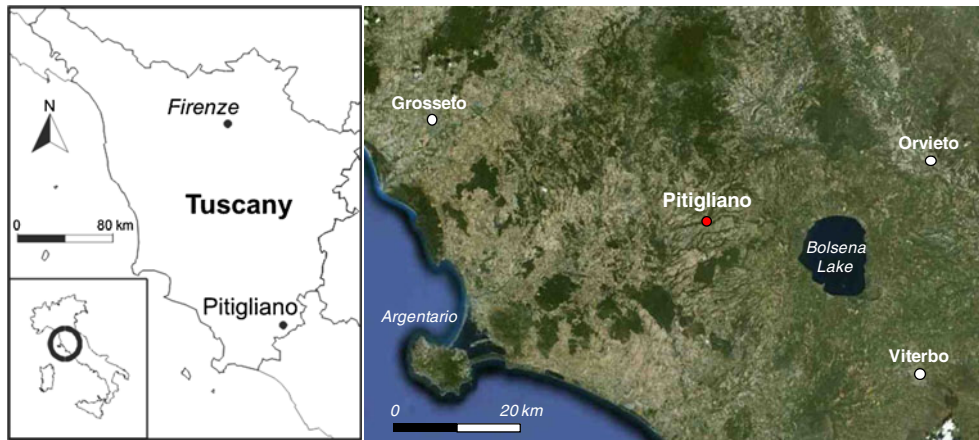 Firenze
N
Tuscany
0 80 km
Pitigliano
Grosseto
Orvieto
Pitigliano
Bolsena
Lake
Argentario
Viterbo
0 20 km